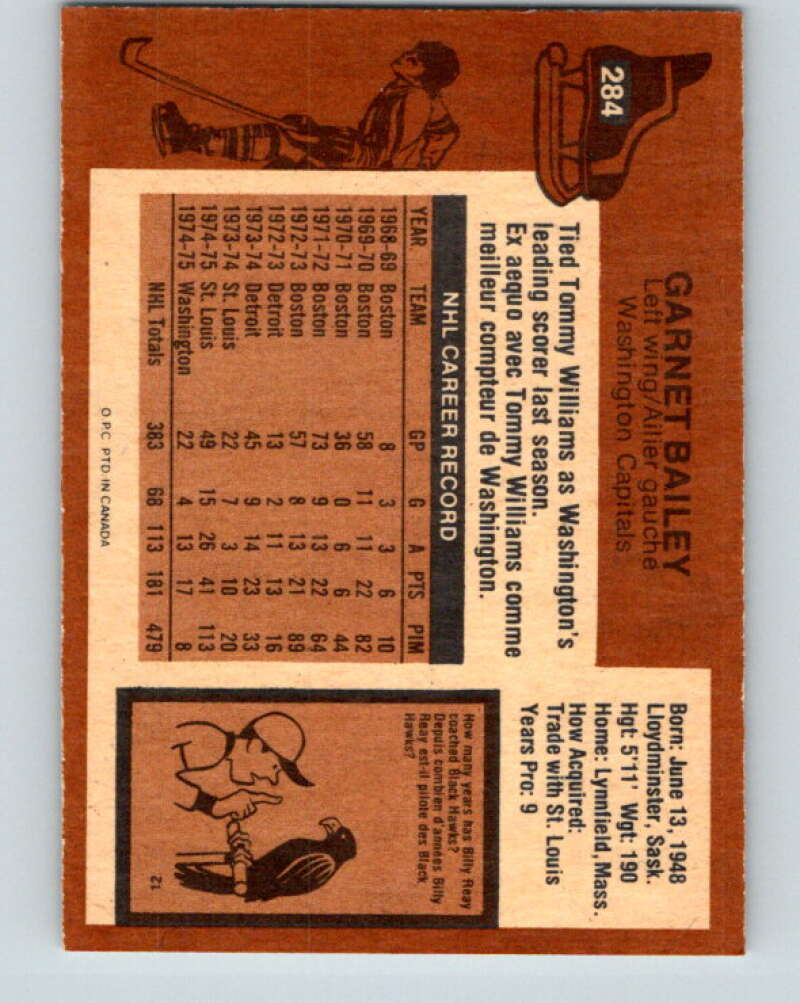 284
GARNET BAILEY
Left wing/Ailier gauche
Washington Capitals
Born: June 13, 1948
Lloydminster, Sask.
Hgt: 5'11' Wgt: 190
Home: Lynnfield, Mass.
How Acquired:
Trade with St. Louis
Years Pro: 9
Tied Tommy Williams as Washington's
leading scorer last season.
Ex aequo avec Tommy Williams comme
meilleur compteur de Washington.
NHL CAREER RECORD
YEAR TEAM GP G A PTS PIM
1968-69 Boston 8 3 3 6 10
1969-70 Boston 58 11 11 22 82
1970-71 Boston 36 0 6 6 44
1971-72 Boston 73 9 13 22 64
1972-73 Boston 57 8 13 21 89
1972-73 Detroit 13 2 11 13 16
1973-74 Detroit 45 9 14 23 33
1973-74 St. Louis 22 7 3 10 20
1974-75 St. Louis 49 15 26 41 113
1974-75 Washington 22 4 13 17 8
NHL Totals 383 68 113 181 479
How many years has Billy Reay
coached Black Hawks?
Depuis combien d'années Billy
Reay est-il pilote des Black
Hawks?
12
O.P.C. PTD. IN CANADA